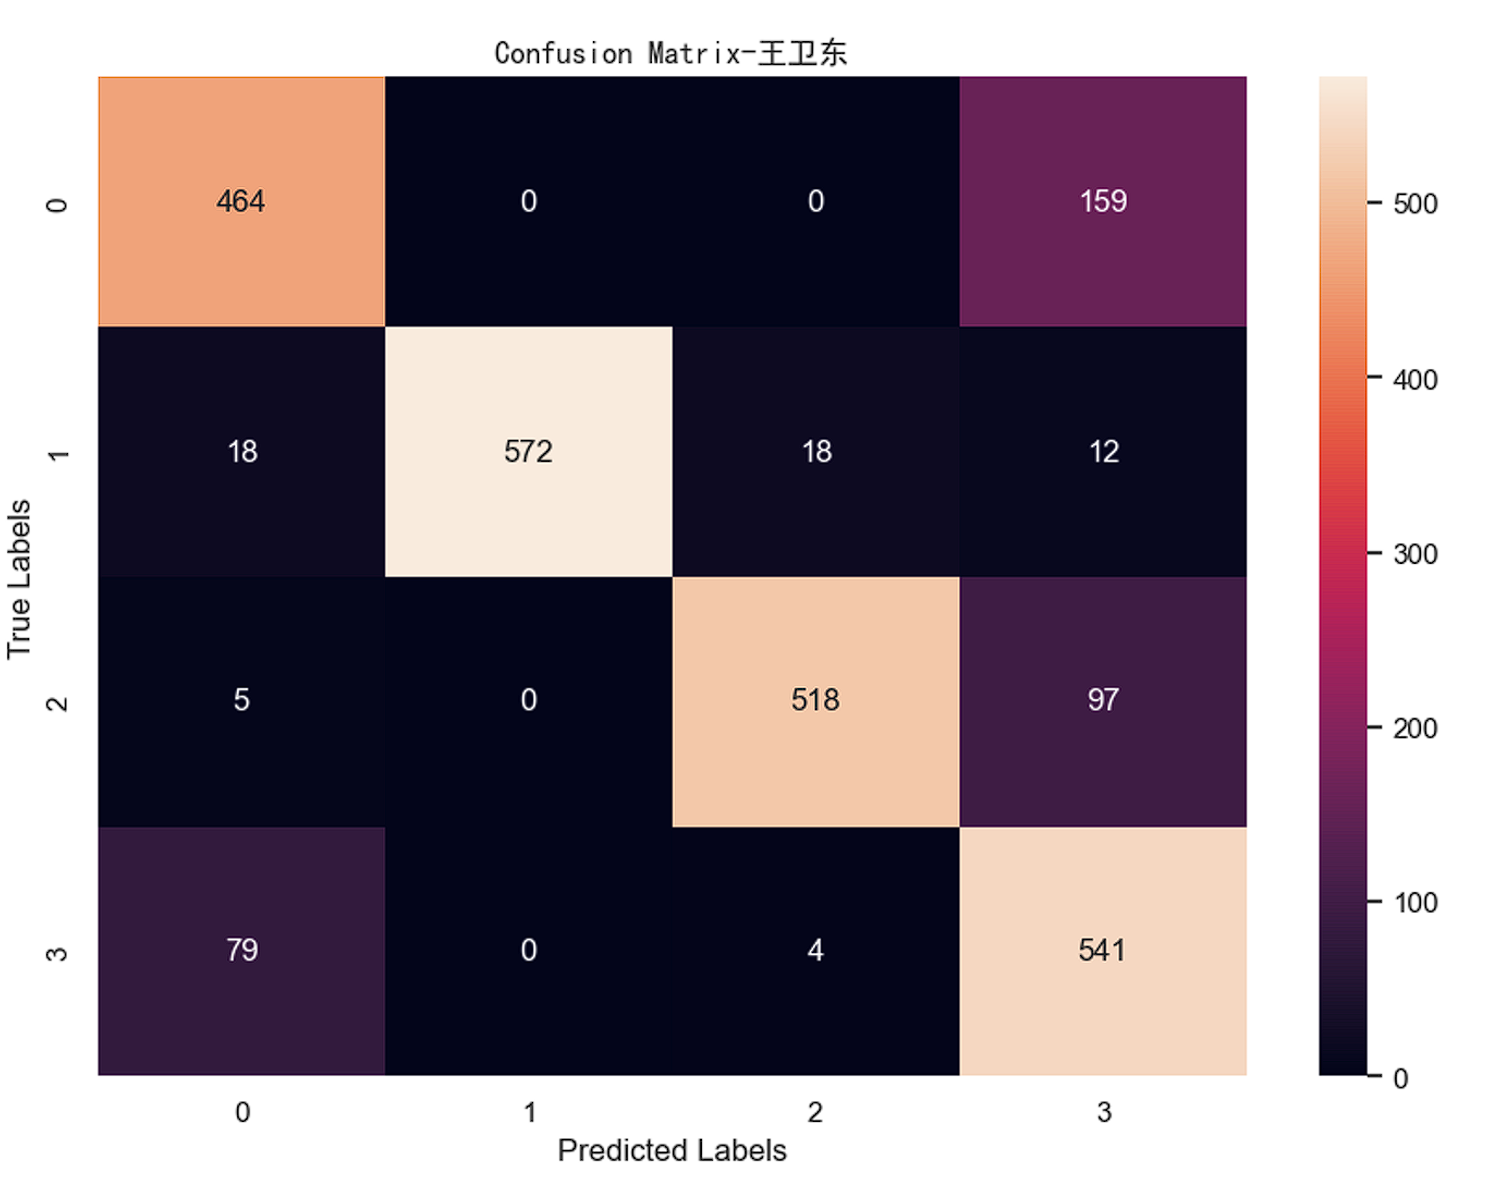 Confusion Matrix-王卫东
464 0 0 159
18 572 18 12
5 0 518 97
79 0 4 541
0
1
2
3
True Labels
0 1 2 3
Predicted Labels
500
400
300
200
100
0